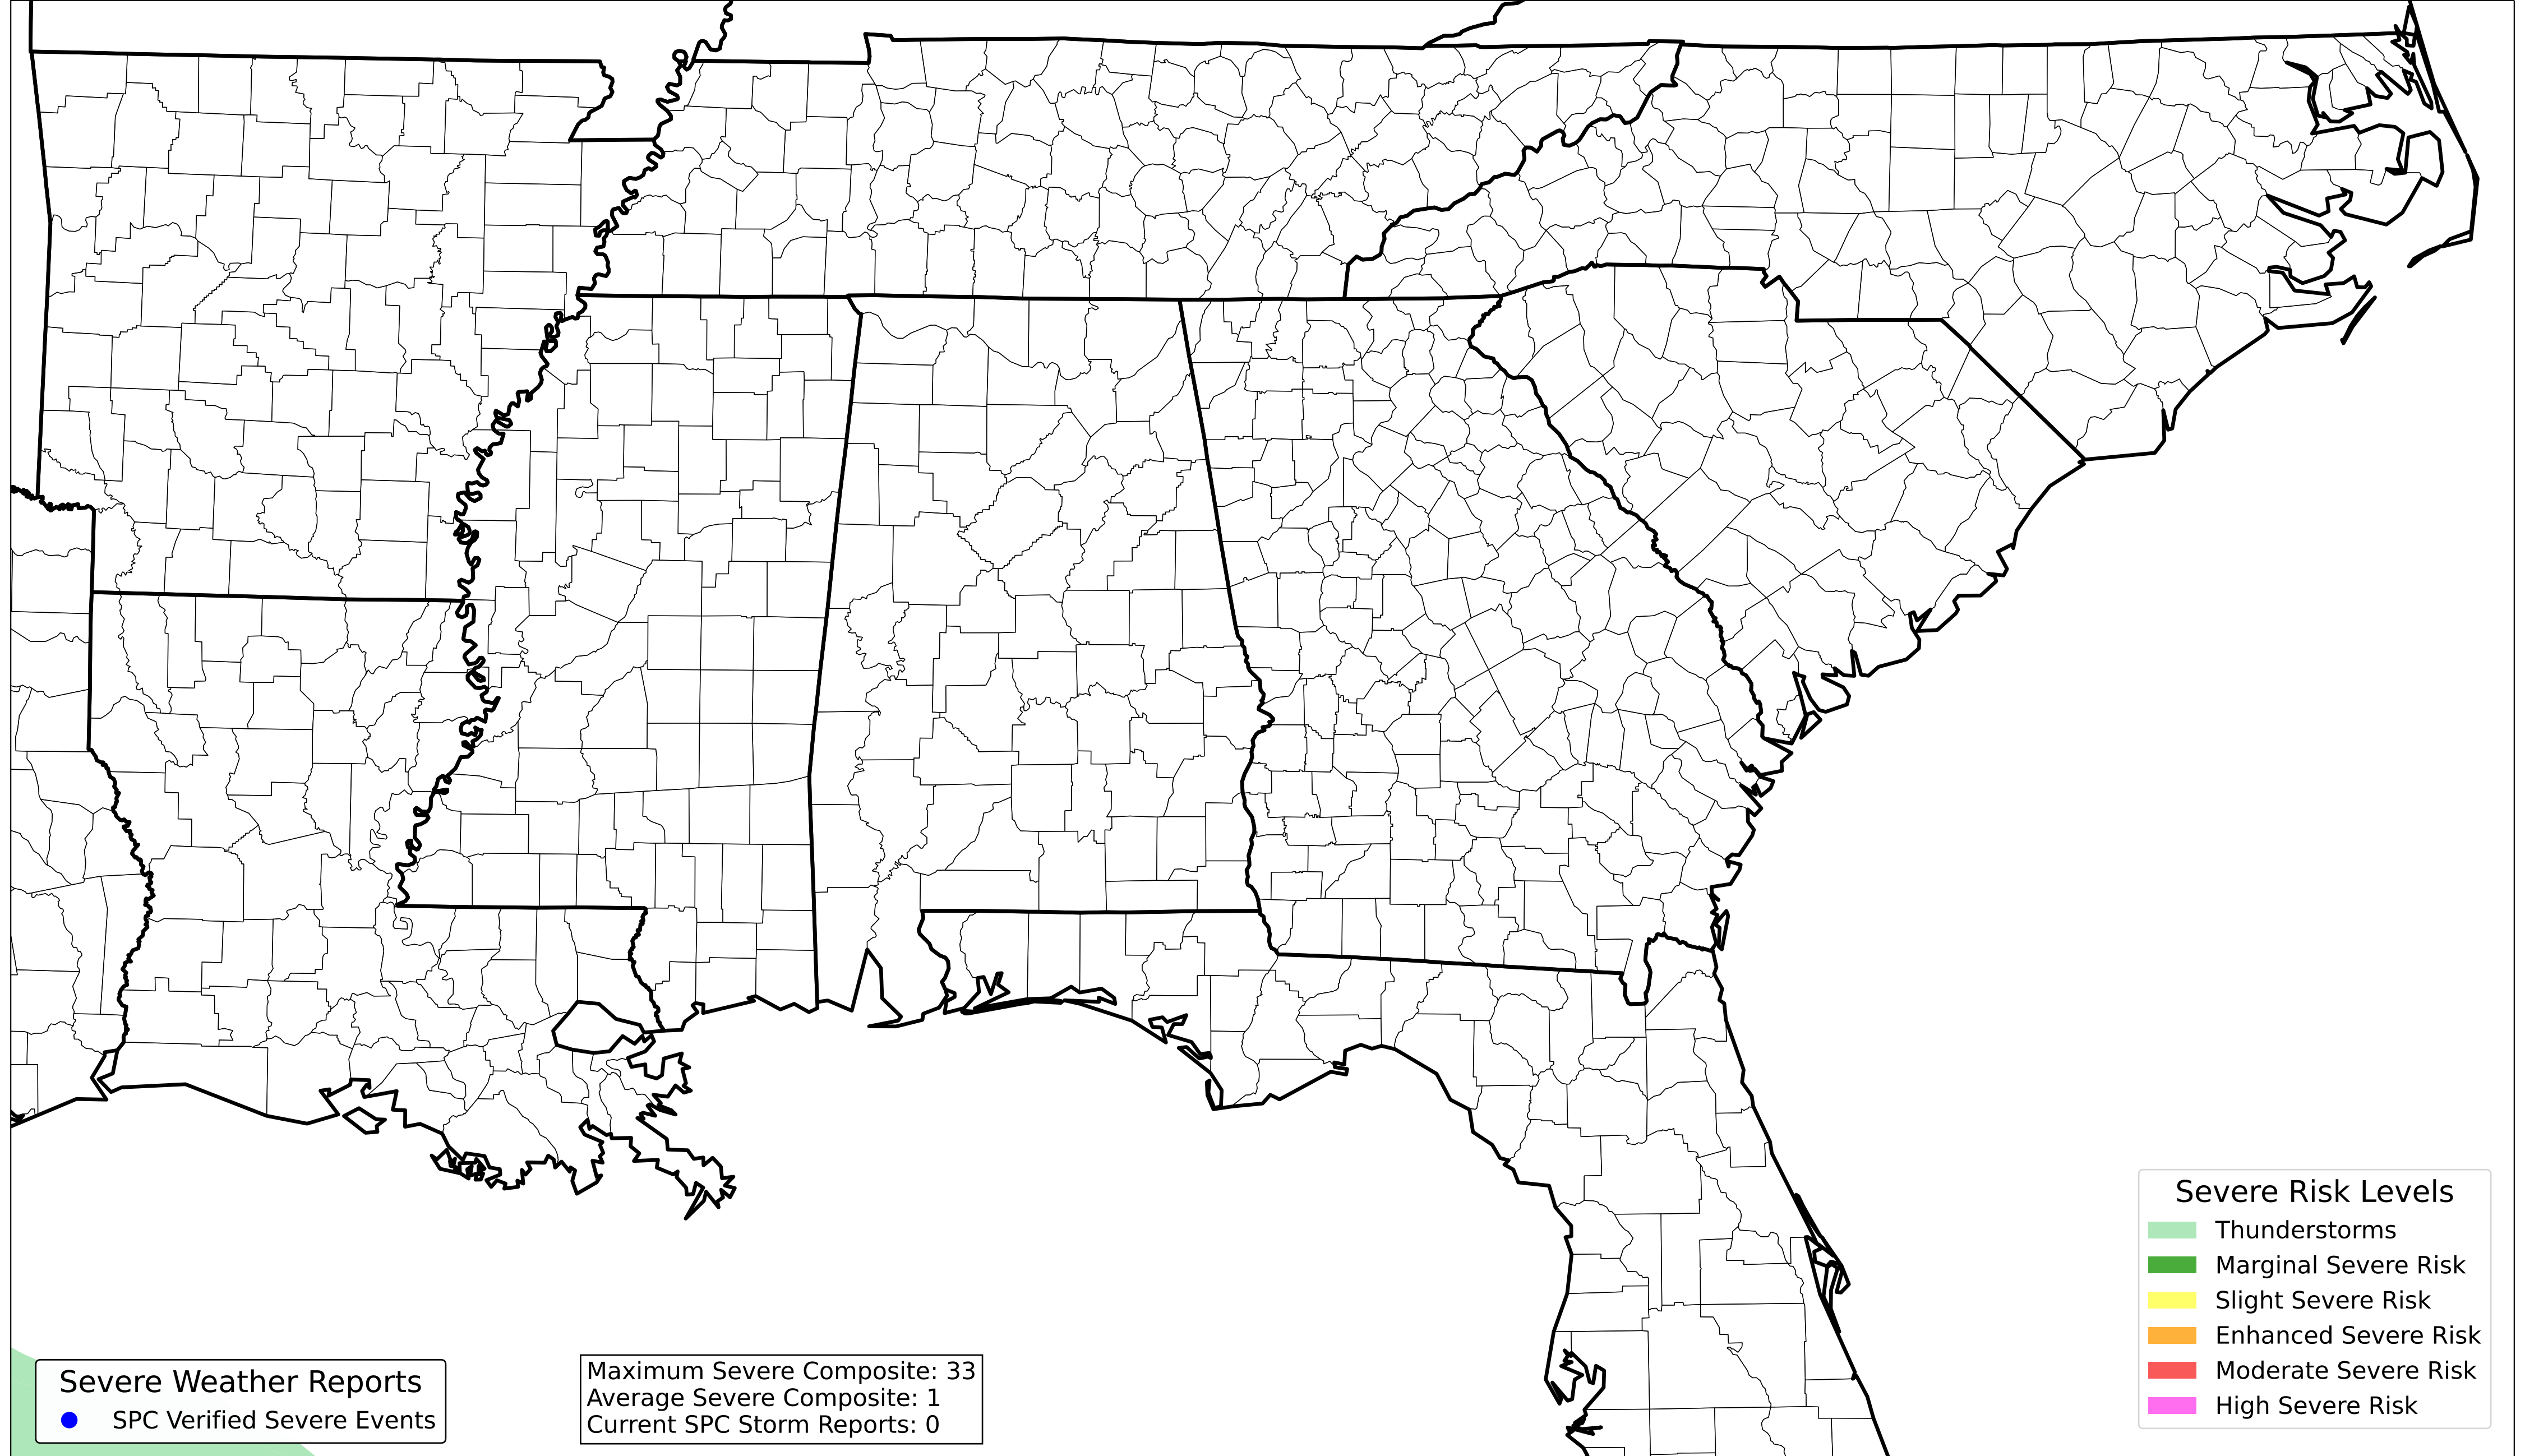 Severe Weather Reports
SPC Verified Severe Events
Maximum Severe Composite: 33
Average Severe Composite: 1
Current SPC Storm Reports: 0
Severe Risk Levels
Thunderstorms
Marginal Severe Risk
Slight Severe Risk
Enhanced Severe Risk
Moderate Severe Risk
High Severe Risk